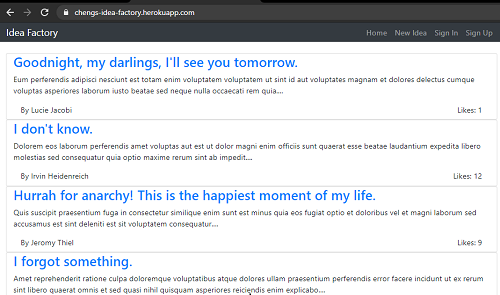 chengs-idea-factory.herokuapp.com
Idea Factory Home New Idea Sign In Sign Up
Goodnight, my darlings, I'll see you tomorrow.
Eum perferendis adipisci nesciunt est totam enim voluptatem voluptatem ut sint id aut voluptates magnam et dolores delectus cumque
voluptas asperiores laborum iusto beatae sed neque nulla occaecati rem quia....
By Lucie Jacobi Likes: 1
I don't know.
Dolorem eos laborum perferendis amet voluptas aut est ut dolor magni enim officiis sunt quaerat esse beatae laudantium expedita libero
molestias sed consequatur quia optio maxime rerum sint ab impedit....
By Irvin Heidenreich Likes: 12
Hurrah for anarchy! This is the happiest moment of my life.
Quis suscipit praesentium fuga in consectetur similique enim sunt est minus quia eos fugiat optio et doloribus vel et magni laborum sed
accusamus est sint deleniti est sit voluptatem consequatur....
By Jeromy Thiel Likes: 9
I forgot something.
Amet reprehenderit ratione culpa doloremque voluptatibus atque dolores ullam praesentium perferendis error facere incidunt ut ex rerum
sint libero quaerat omnis et sed quasi nihil quisquam asperiores reiciendis enim explicabo....